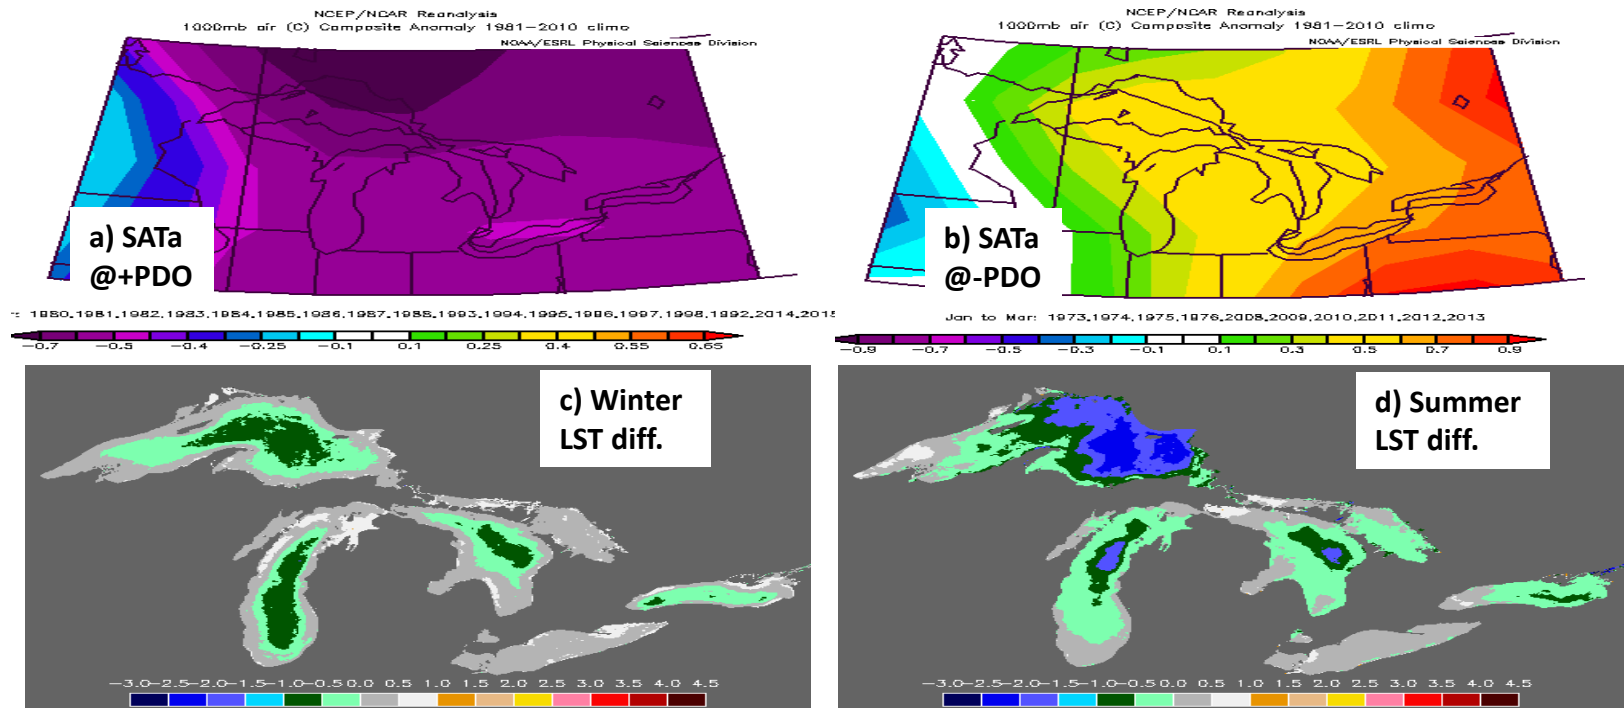 NCEP/NCAR Reanalysis
1000mb air (C) Composite Anomaly 1981-2010 climo
NOAA/ESRL Physical Sciences Division
a) SATa
@+PDO
1980,1981,1982,1983,1984,1985,1986,1987,1988,1993,1994,1995,1996,1997,1998,1992,2014,2015
-0.7 -0.5 -0.4 -0.25 -0.1 0.1 0.25 0.4 0.55 0.65
NCEP/NCAR Reanalysis
1000mb air (C) Composite Anomaly 1981-2010 climo
NOAA/ESRL Physical Sciences Division
b) SATa
@-PDO
Jan to Mar: 1973,1974,1975,1976,2008,2009,2010,2011,2012,2013
-0.9 -0.7 -0.5 -0.3 -0.1 0.1 0.3 0.5 0.7 0.9
c) Winter
LST diff.
-3.0-2.5-2.0-1.5-1.0-0.5 0.0 0.5 1.0 1.5 2.0 2.5 3.0 3.5 4.0 4.5
d) Summer
LST diff.
-3.0-2.5-2.0-1.5-1.0-0.5 0.0 0.5 1.0 1.5 2.0 2.5 3.0 3.5 4.0 4.5